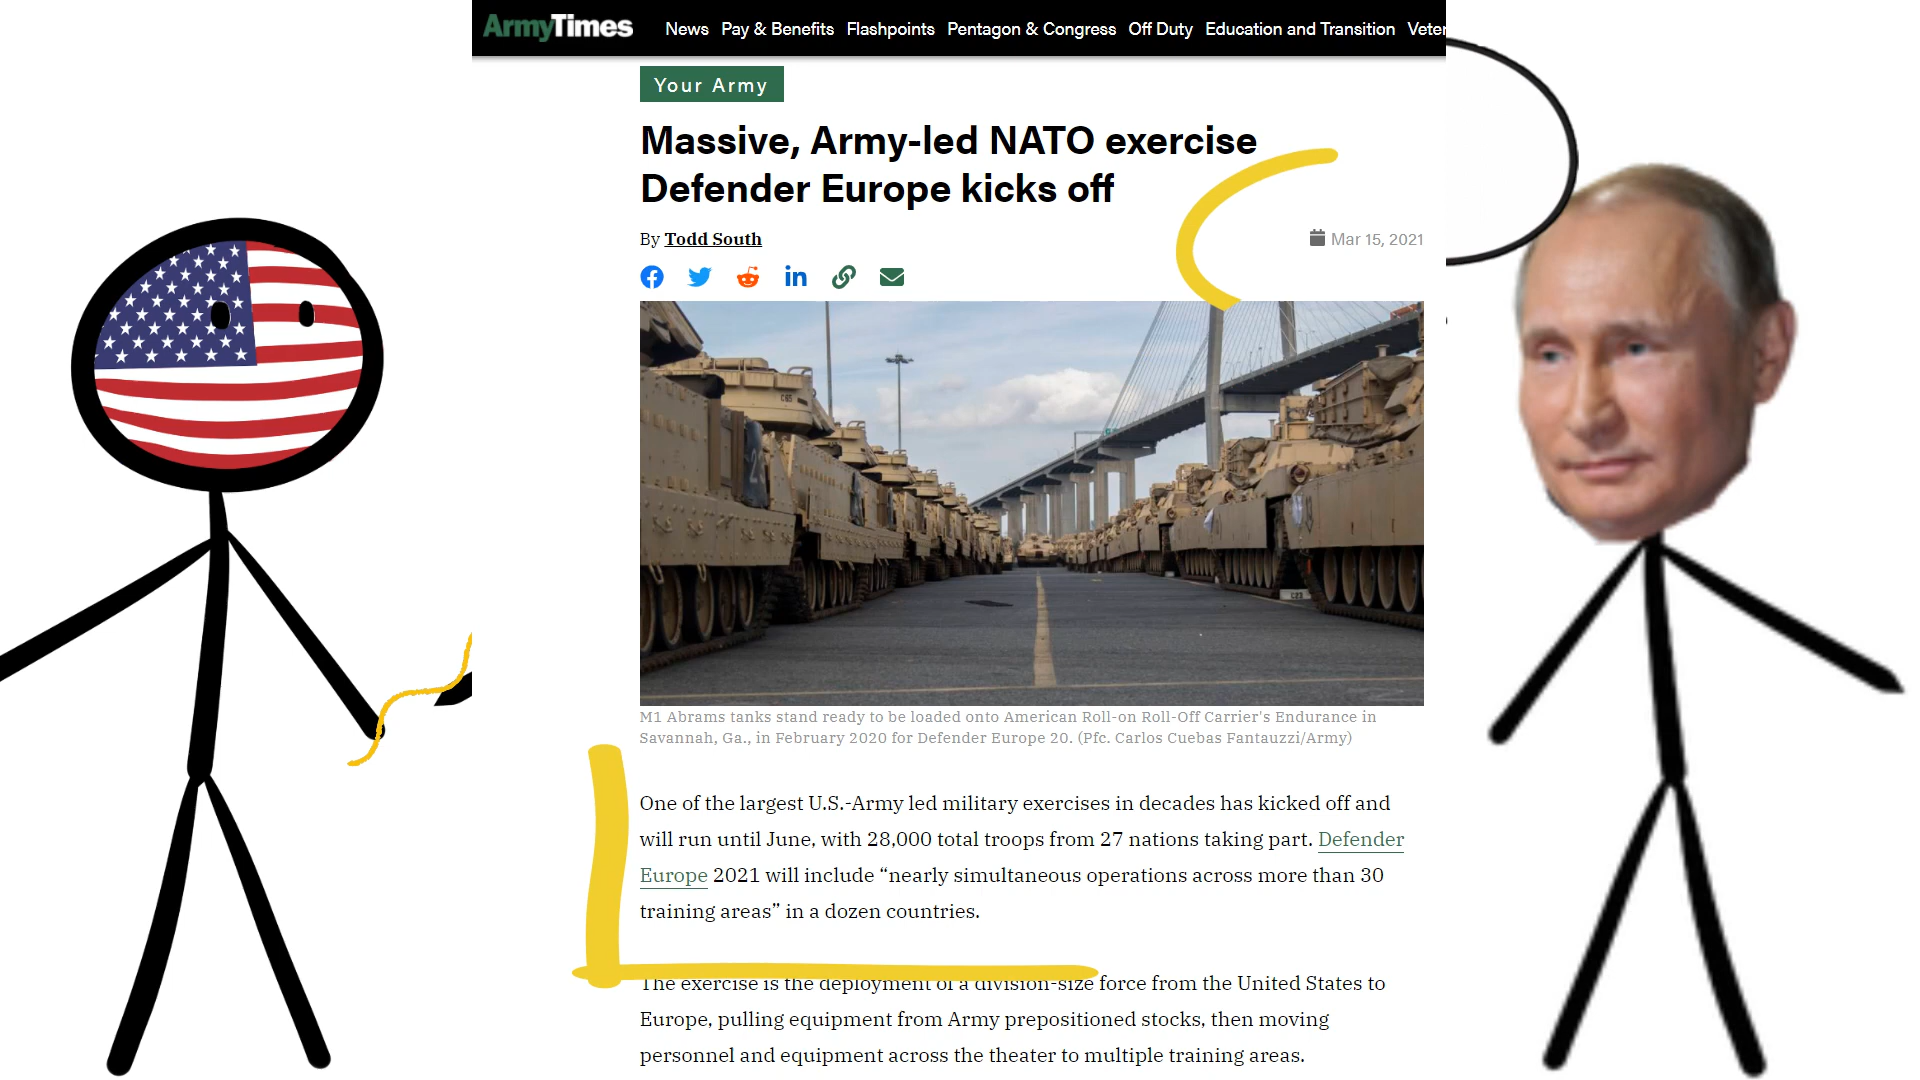 ArmyTimes News Pay & Benefits Flashpoints Pentagon & Congress Off Duty Education and Transition Veter
Your Army
Massive, Army-led NATO exercise
Defender Europe kicks off
By Todd South
Mar 15, 2021
M1 Abrams tanks stand ready to be loaded onto American Roll-on Roll-Off Carrier's Endurance in
Savannah, Ga., in February 2020 for Defender Europe 20. (Pfc. Carlos Cuebas Fantauzzi/Army)
One of the largest U.S.-Army led military exercises in decades has kicked off and
will run until June, with 28,000 total troops from 27 nations taking part. Defender
Europe 2021 will include “nearly simultaneous operations across more than 30
training areas” in a dozen countries.
The exercise is the deployment of a division-size force from the United States to
Europe, pulling equipment from Army prepositioned stocks, then moving
personnel and equipment across the theater to multiple training areas.